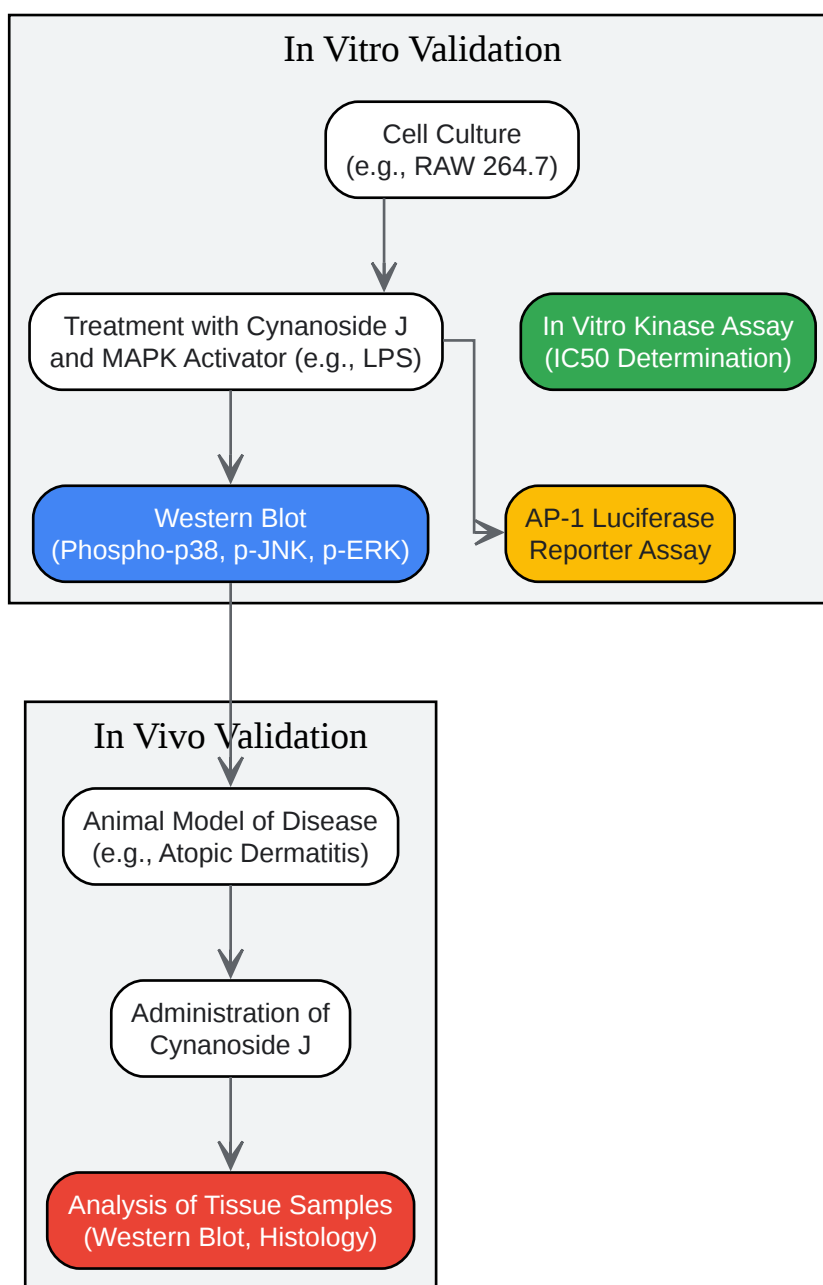 In Vitro Validation
Cell Culture
(e.g., RAW 264.7)
Treatment with Cynanoside J
and MAPK Activator (e.g., LPS)
In Vitro Kinase Assay
(IC50 Determination)
Western Blot
(Phospho-p38, p-JNK, p-ERK)
AP-1 Luciferase
Reporter Assay
In Vivo Validation
Animal Model of Disease
(e.g., Atopic Dermatitis)
Administration of
Cynanoside J
Analysis of Tissue Samples
(Western Blot, Histology)